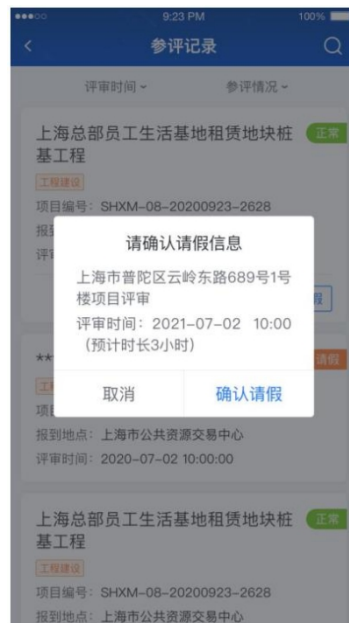 9:23 PM 100%
参评记录
评审时间 参评情况
上海总部员工生活基地租赁地块桩 正常
基工程
工程建设
项目编号：SHXM-08-20200923-2628
报到
评审
请确认请假信息
上海市普陀区云岭东路689号1号
楼项目评审
评审时间：2021-07-02 10:00
（预计时长3小时）
取消 确认请假
假
** 请假
工程
项目
报到地点：上海市公共资源交易中心
评审时间：2020-07-02 10:00:00
上海总部员工生活基地租赁地块桩 正常
基工程
工程建设
项目编号：SHXM-08-20200923-2628
报到地点：上海市公共资源交易中心